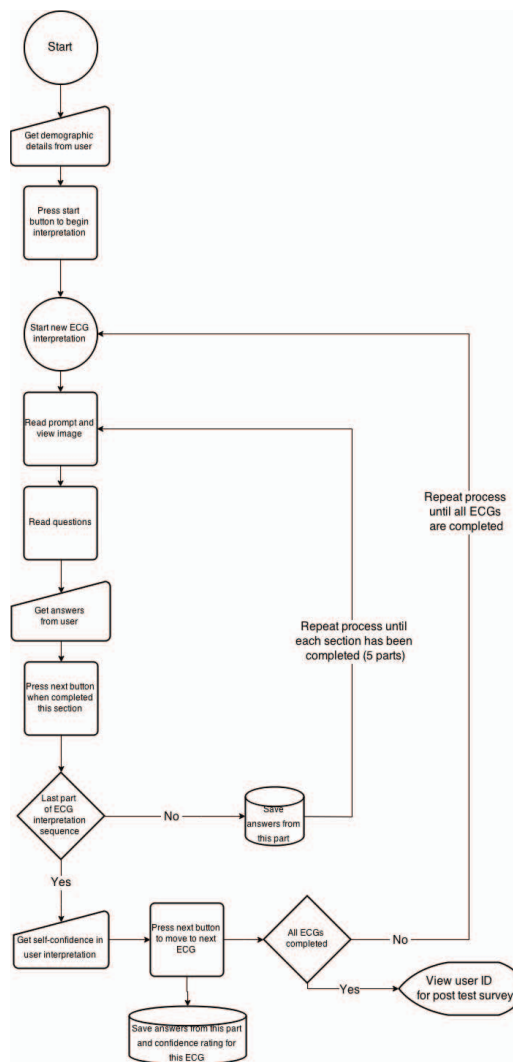 Start
Get demographic
details from user
Press start
button to begin
interpretation
Start new ECG
interpretation
Read prompt and
view image
Repeat process
until all ECGs
are completed
Read questions
Get answers
from user
Repeat process until
each section has been
completed (5 parts)
Press next button
when completed
this section
Last part
of ECG
interpretation
sequence
No
Save
answers from
this part
Yes
Get self-confidence in
user interpretation
Press next button
to move to next
ECG
All ECGs
completed
No
Yes
View user ID
for post test survey
Save answers from this part
and confidence rating for
this ECG